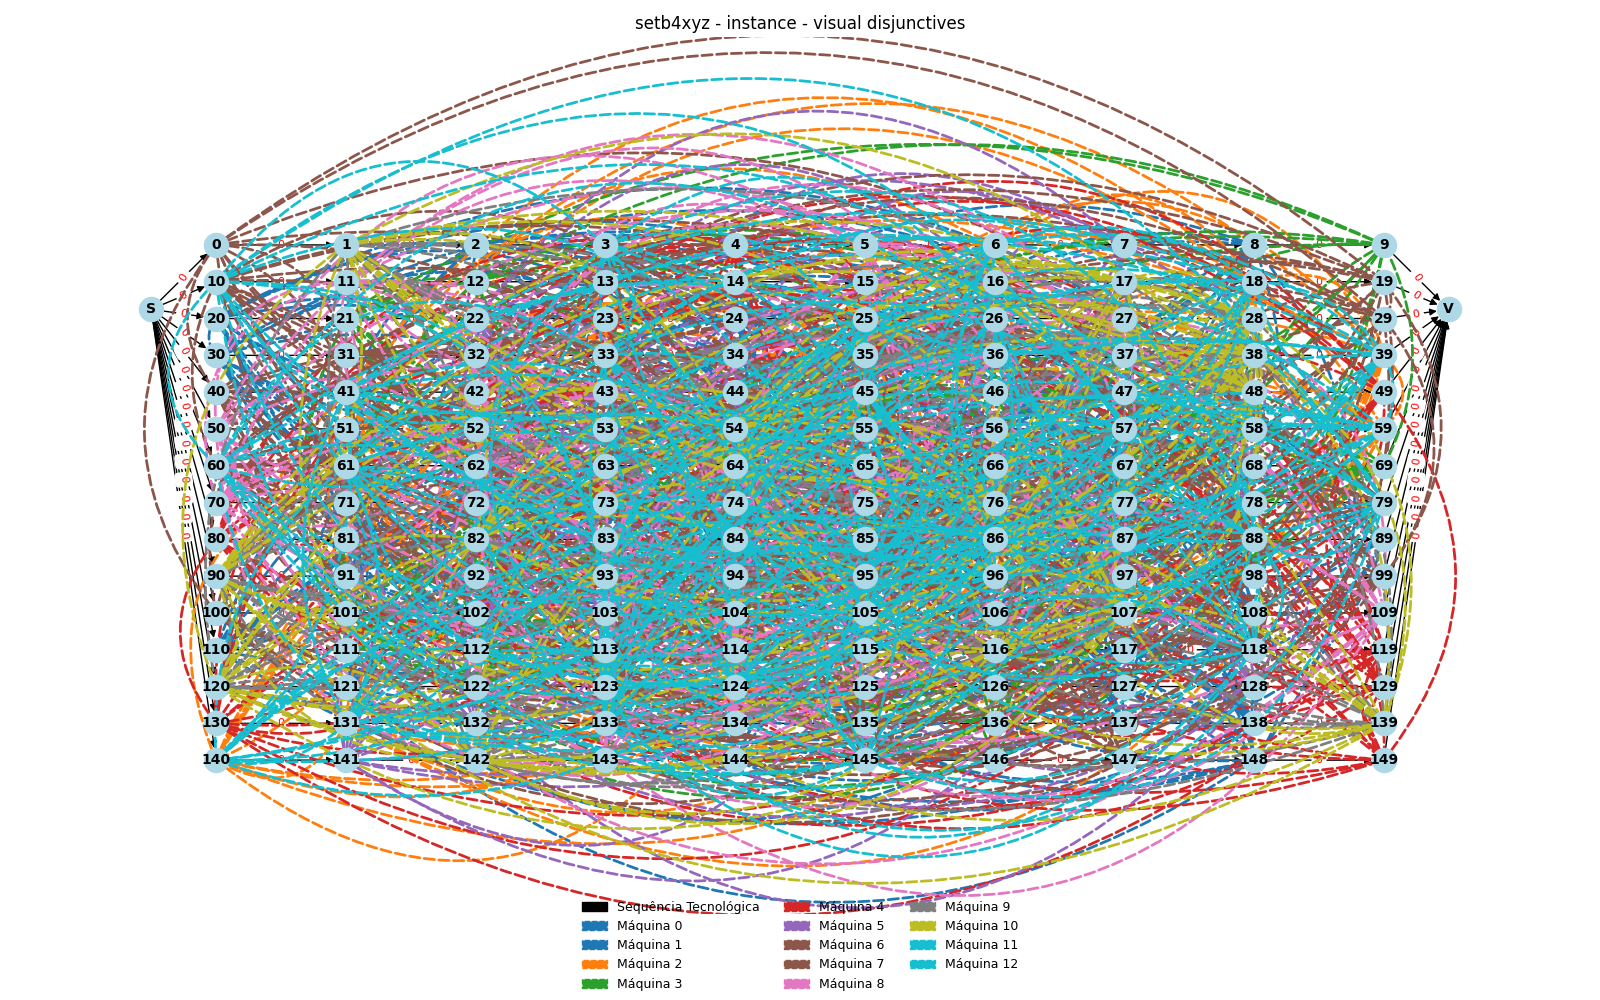 setb4xyz - instance - visual disjunctives
0 1 2 3 4 5 6 7 8 9
10 11 12 13 14 15 16 17 18 19
S V
20 21 22 23 24 25 26 27 28 29
30 31 32 33 34 35 36 37 38 39
40 41 42 43 44 45 46 47 48 49
50 51 52 53 54 55 56 57 58 59
60 61 62 63 64 65 66 67 68 69
70 71 72 73 74 75 76 77 78 79
80 81 82 83 84 85 86 87 88 89
90 91 92 93 94 95 96 97 98 99
100 101 102 103 104 105 106 107 108 109
110 111 112 113 114 115 116 117 118 119
120 121 122 123 124 125 126 127 128 129
130 131 132 133 134 135 136 137 138 139
140 141 142 143 144 145 146 147 148 149
Sequência Tecnológica
Máquina 0
Máquina 1
Máquina 2
Máquina 3
Máquina 4
Máquina 5
Máquina 6
Máquina 7
Máquina 8
Máquina 9
Máquina 10
Máquina 11
Máquina 12